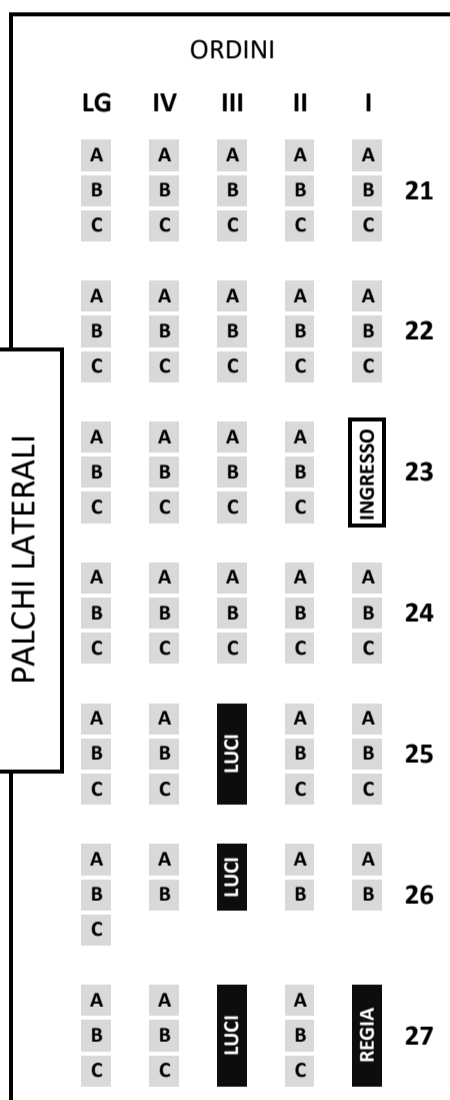 ORDINI
LG IV III II I
A A A A A
B B B B B 21
C C C C C
A A A A A
B B B B B 22
C C C C C
PALCHI LATERALI
A A A A
B B B B INGRESSO 23
C C C C
A A A A A
B B B B B 24
C C C C C
A A A A
B B LUCI B B 25
C C C C
A A A A
B B LUCI B B 26
C
A A A
B B LUCI B REGIA 27
C C C